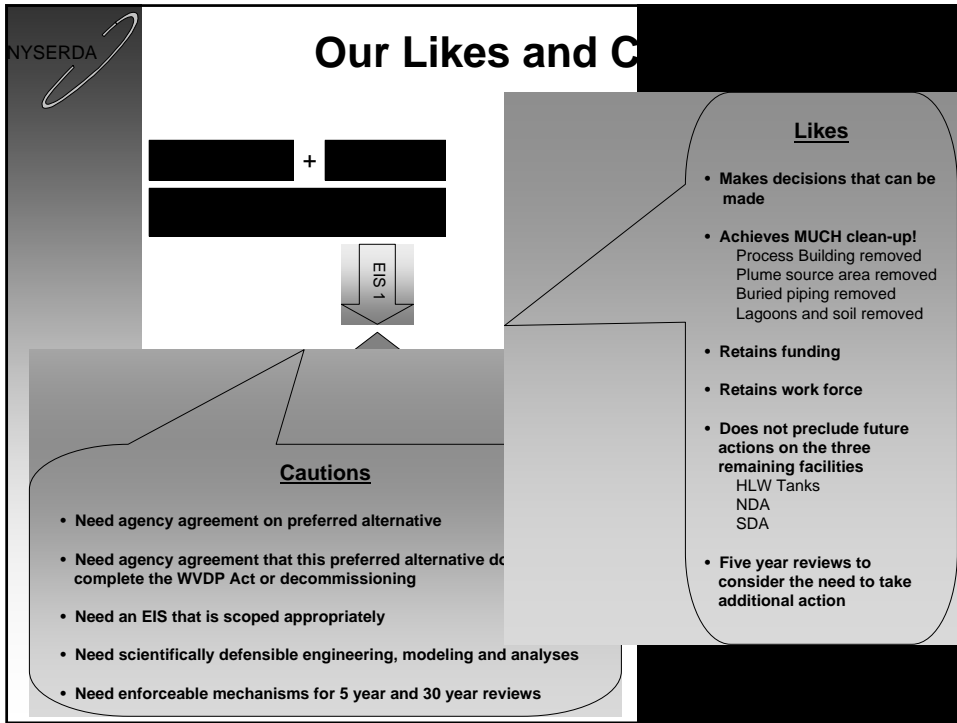 NYSERDA
Our Likes and C
+
EIS 1
Likes
• Makes decisions that can be
made
• Achieves MUCH clean-up!
Process Building removed
Plume source area removed
Buried piping removed
Lagoons and soil removed
• Retains funding
• Retains work force
• Does not preclude future
actions on the three
remaining facilities
HLW Tanks
NDA
SDA
• Five year reviews to
consider the need to take
additional action
Cautions
• Need agency agreement on preferred alternative
• Need agency agreement that this preferred alternative
complete the WVDP Act or decommissioning
• Need an EIS that is scoped appropriately
• Need scientifically defensible engineering, modeling and analyses
• Need enforceable mechanisms for 5 year and 30 year reviews